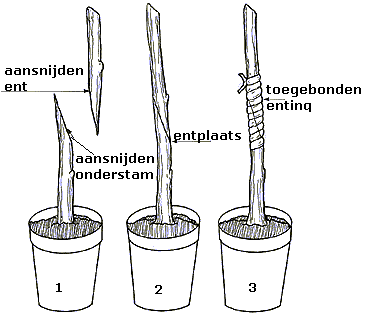 aansnijden
ent
aansnijden
onderstam
entplaats
toegebonden
entinq
1
2
3